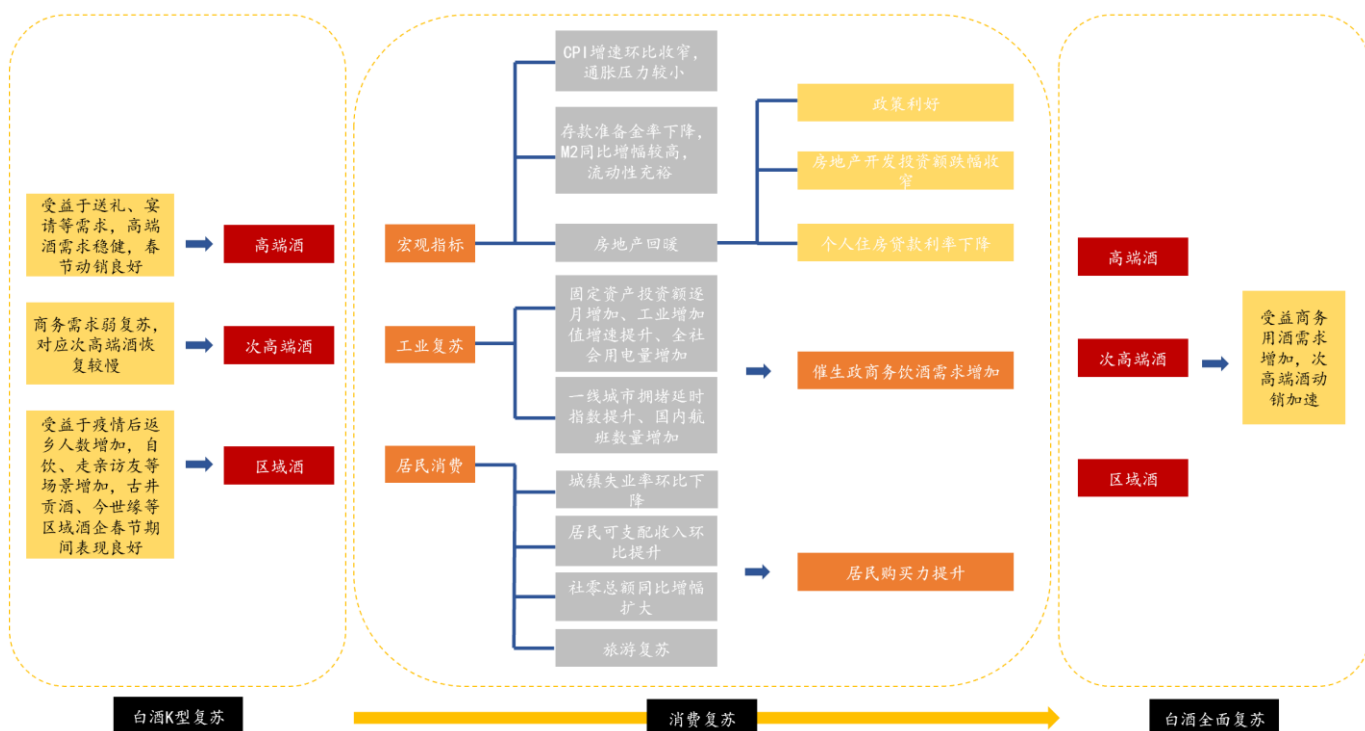 受益于送礼、宴
请等需求，高端
酒需求稳健，春
节动销良好
高端酒
商务需求弱复苏，
对应次高端酒恢
复较慢
次高端酒
受益于疫情后返
乡人数增加，自
饮、走亲访友等
场景增加，古井
贡酒、今世缘等
区域酒企春节期
间表现良好
区域酒
白酒K型复苏
宏观指标
CPI增速环比收窄，
通胀压力较小
存款准备金率下降，
M2同比增幅较高，
流动性充裕
房地产回暖
政策利好
房地产开发投资额跌幅收
窄
个人住房贷款利率下降
工业复苏
固定资产投资额逐
月增加、工业增加
值增速提升、全社
会用电量增加
一线城市拥堵延时
指数提升、国内航
班数量增加
催生政商务饮酒需求增加
居民消费
城镇失业率环比下
降
居民可支配收入环
比提升
社零总额同比增幅
扩大
旅游复苏
居民购买力提升
消费复苏
高端酒
次高端酒
区域酒
受益商务
用酒需求
增加，次
高端酒动
销加速
白酒全面复苏